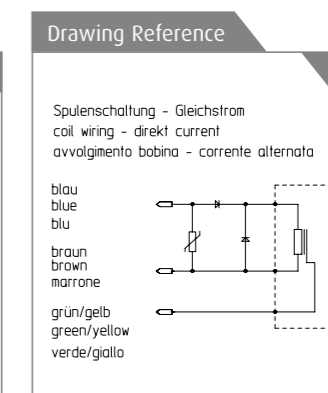 Drawing Reference
Spulenschaltung - Gleichstrom
coil wiring - direkt current
avvolgimento bobina - corrente alternata
blau
blue
blu
braun
brown
marrone
grün/gelb
green/yellow
verde/giallo